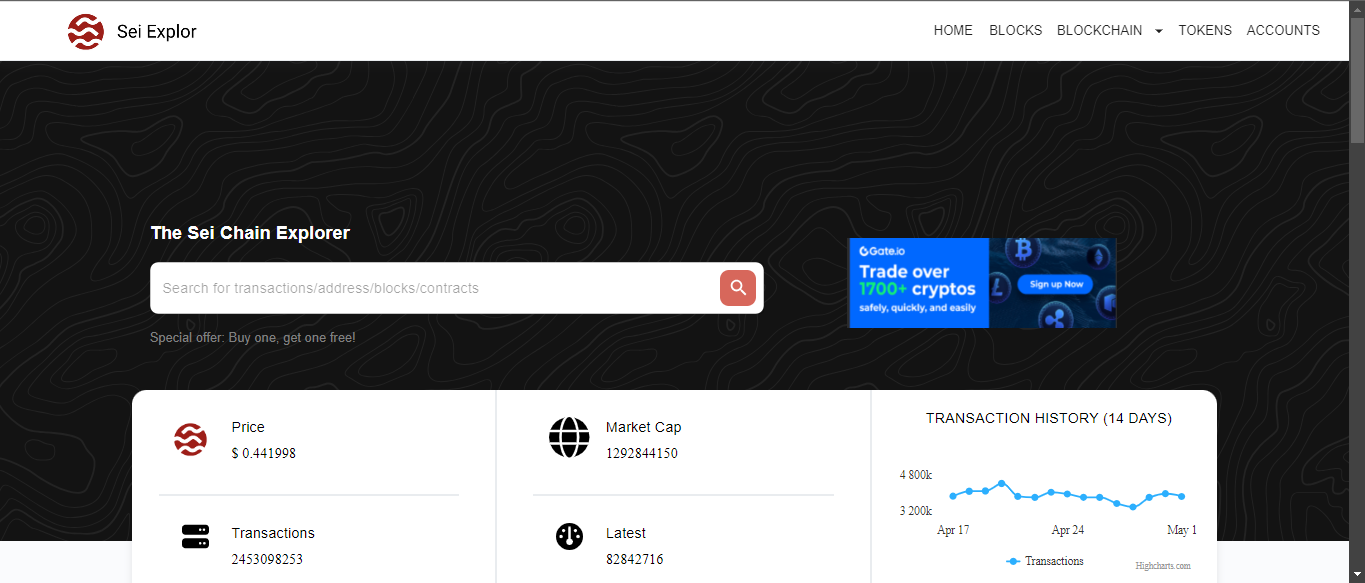 Sei Explor
HOME BLOCKS BLOCKCHAIN TOKENS ACCOUNTS
The Sei Chain Explorer
Search for transactions/address/blocks/contracts
Special offer: Buy one, get one free!
Gate.io
Trade over
1700+ cryptos
safely, quickly, and easily
Sign up Now
Price
$ 0.441998
Market Cap
1292844150
Transactions
2453098253
Latest
82842716
TRANSACTION HISTORY (14 DAYS)
4 800k
3 200k
Apr 17 Apr 24 May 1
Transactions
Highcharts.com